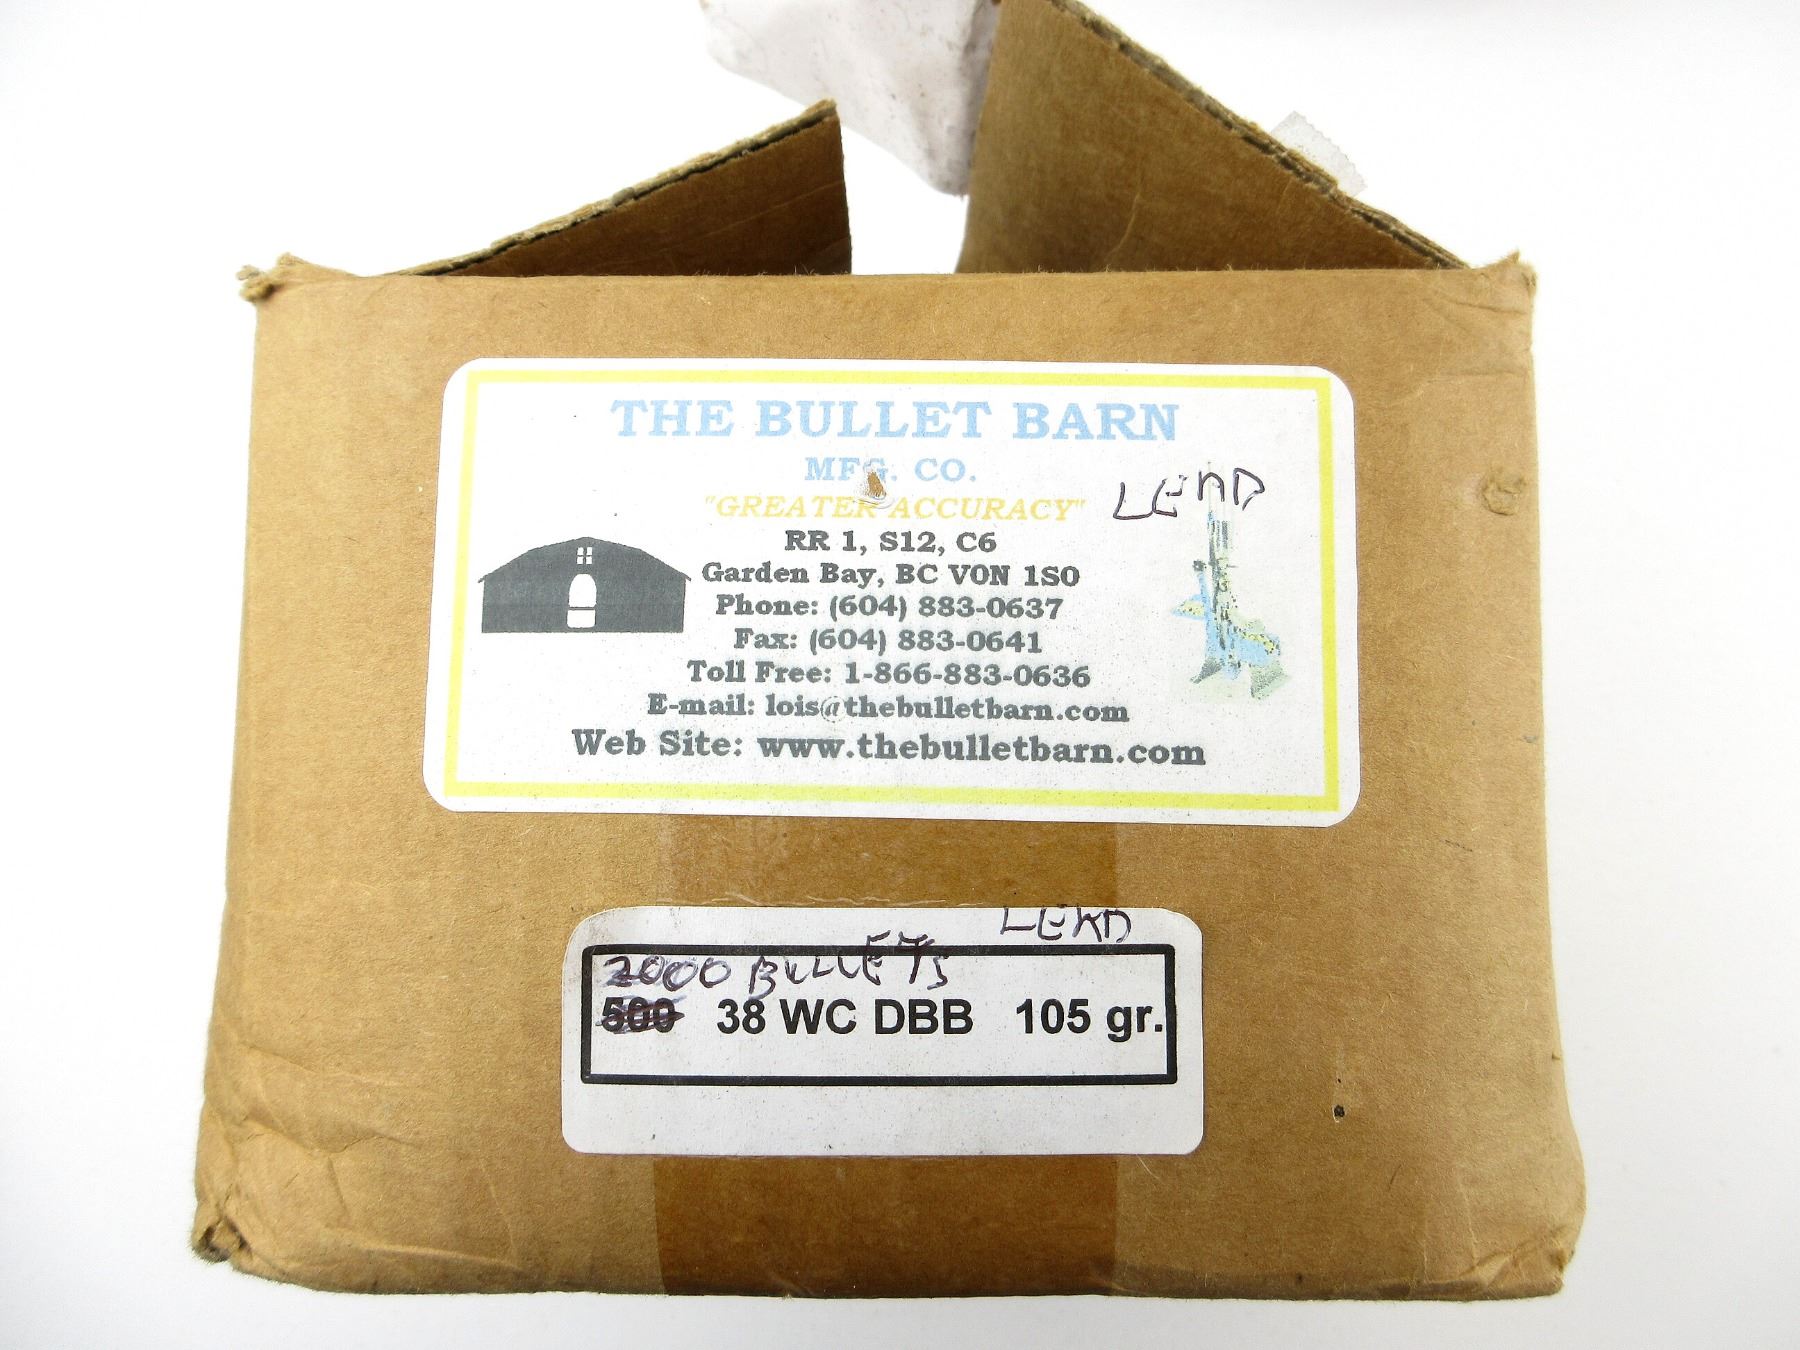 THE BULLET BARN
MFG. CO.
"GREATER ACCURACY"
LEAD
RR 1, S12, C6
Garden Bay, BC VON 1SO
Phone: (604) 883-0637
Fax: (604) 883-0641
Toll Free: 1-866-883-0636
E-mail: lois@thebulletbarn.com
Web Site: www.thebulletbarn.com
LEAD
2000 BULLETS
500 38 WC DBB 105 gr.